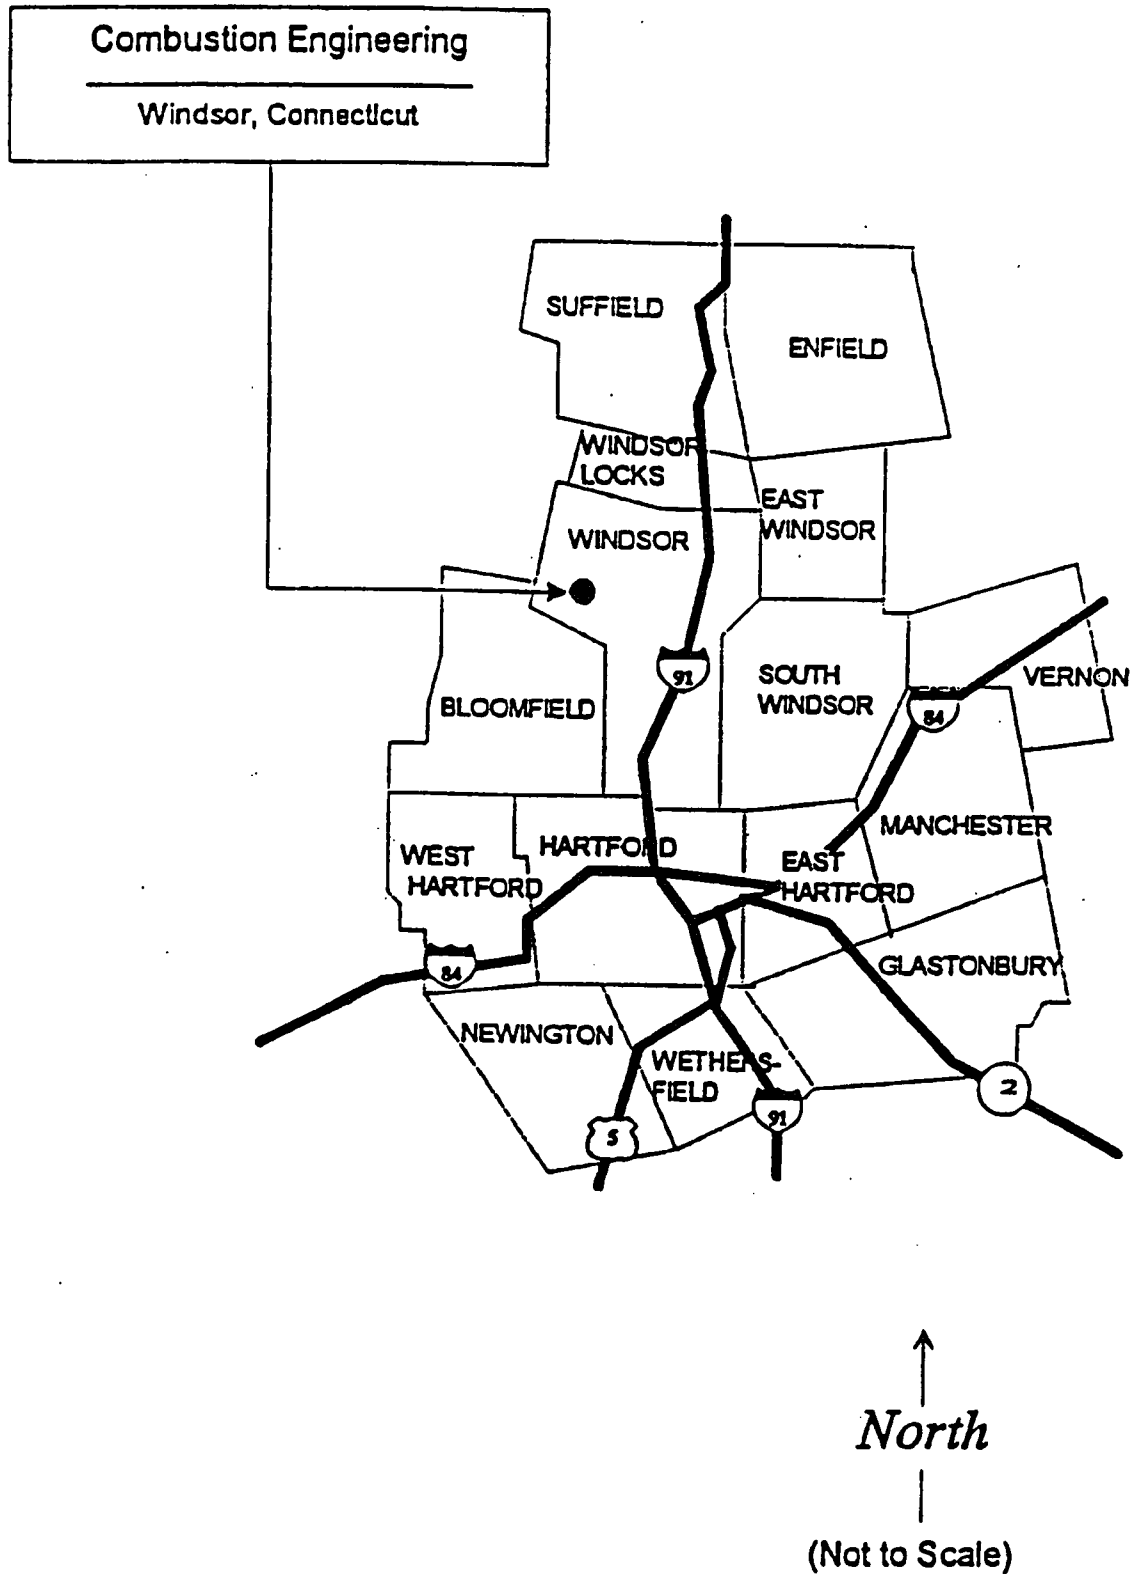 Combustion Engineering
Windsor, Connecticut
SUFFIELD
ENFIELD
WINDSOR
LOCKS
EAST
WINDSOR
WINDSOR
91
SOUTH
WINDSOR
VERNON
84
BLOOMFIELD
MANCHESTER
HARTFORD
WEST
HARTFORD
EAST
HARTFORD
84
GLASTONBURY
NEWINGTON
WETHERS-
FIELD
2
91
5
North
(Not to Scale)